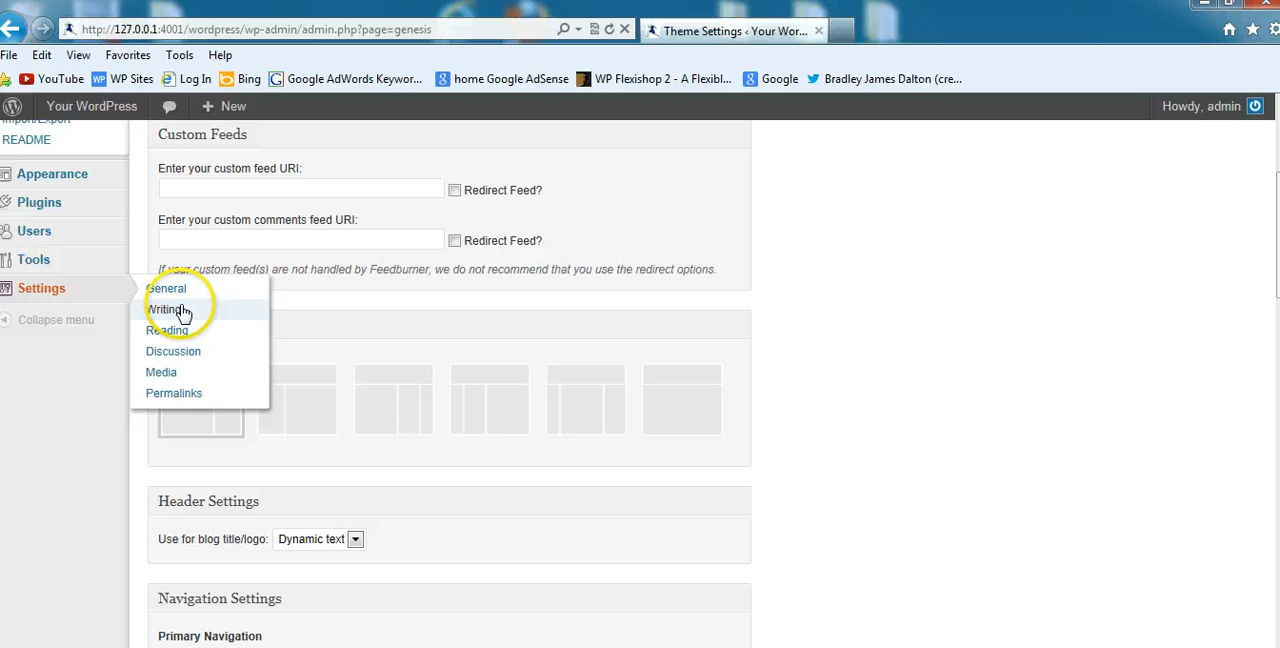 http://127.0.0.1:4001/wordpress/wp-admin/admin.php?page=genesis
Theme Settings ‹ Your Wor...
File Edit View Favorites Tools Help
YouTube WP Sites Log In Bing Google AdWords Keywor... home Google AdSense WP Flexishop 2 - A Flexibl... Google Bradley James Dalton (cre...
Your WordPress + New Howdy, admin
Import/Export
README
Appearance
Plugins
Users
Tools
Settings
Collapse menu
General
Writing
Reading
Discussion
Media
Permalinks
Custom Feeds
Enter your custom feed URI:
Redirect Feed?
Enter your custom comments feed URI:
Redirect Feed?
If your custom feed(s) are not handled by Feedburner, we do not recommend that you use the redirect options.
Header Settings
Use for blog title/logo: Dynamic text
Navigation Settings
Primary Navigation